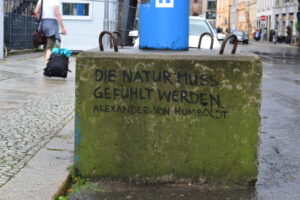 DIE NATUR MUSS
GEFÜHLT WERDEN.
ALEXANDER VON HUMBOLDT